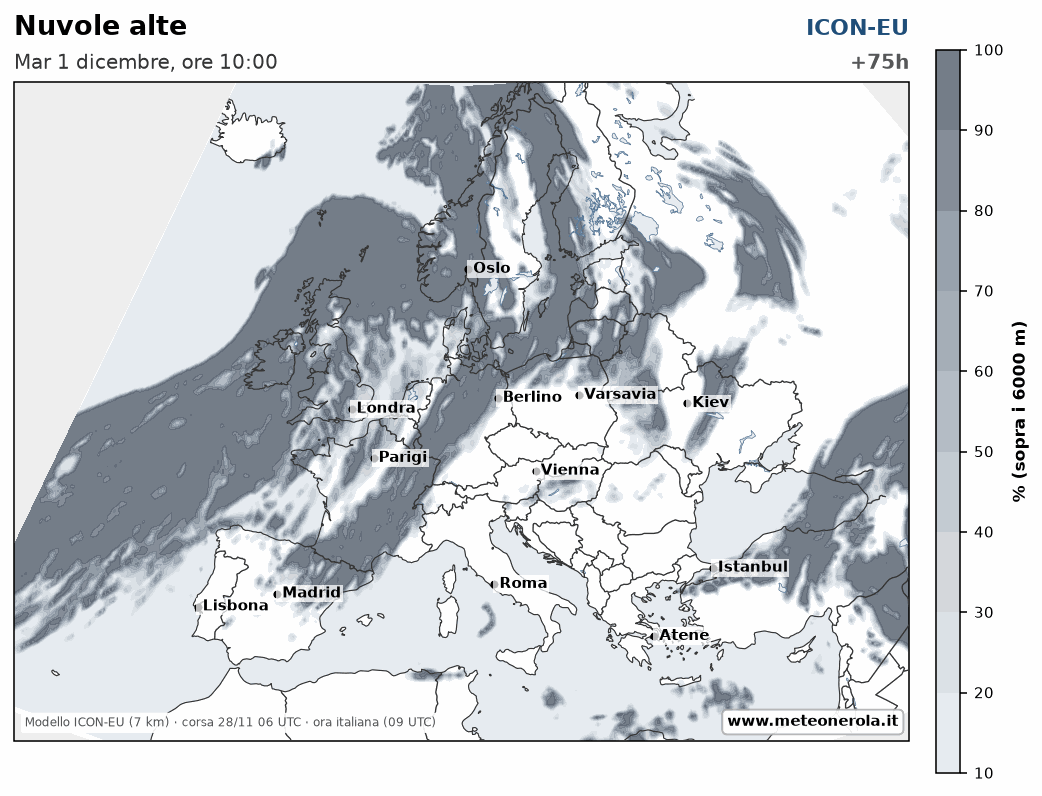 Nuvole alte
ICON-EU
Mar 1 dicembre, ore 10:00
+75h
100
90
80
70
60
50
40
30
20
10
% (sopra i 6000 m)
Oslo
Berlino
Varsavia
Kiev
Londra
Parigi
Vienna
Istanbul
Roma
Madrid
Lisbona
Atene
Modello ICON-EU (7 km) · corsa 28/11 06 UTC · ora italiana (09 UTC)
www.meteonerola.it